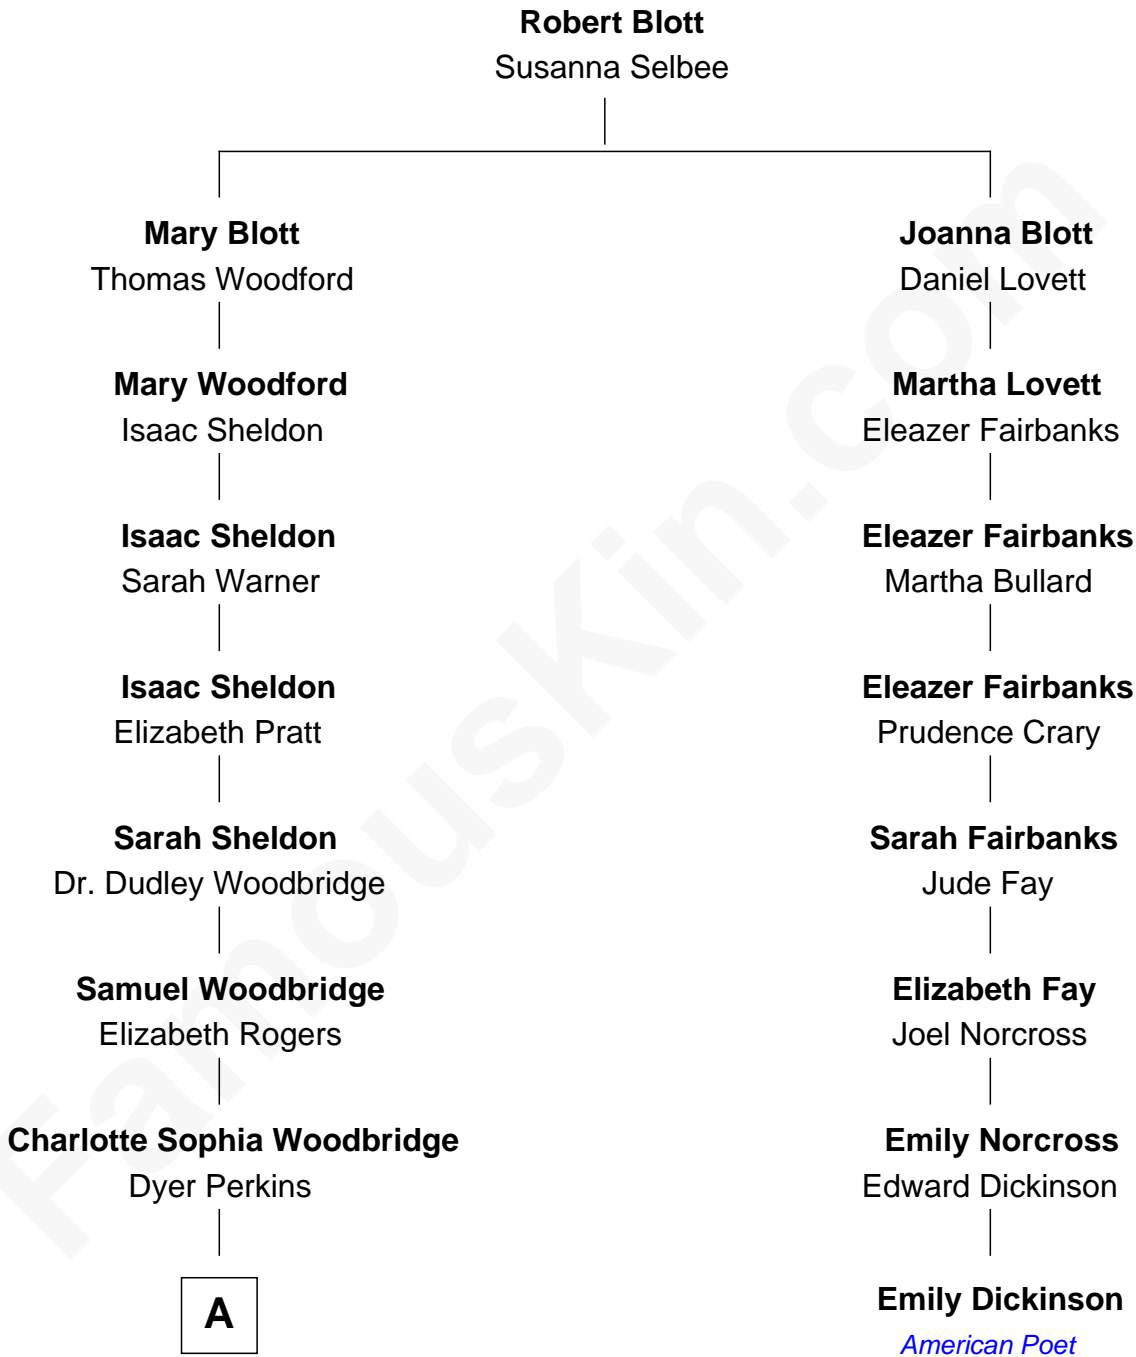 Robert Blott
Susanna Selbee
Mary Blott
Thomas Woodford
Joanna Blott
Daniel Lovett
Mary Woodford
Isaac Sheldon
Martha Lovett
Eleazer Fairbanks
Isaac Sheldon
Sarah Warner
Eleazer Fairbanks
Martha Bullard
Isaac Sheldon
Elizabeth Pratt
Eleazer Fairbanks
Prudence Crary
Sarah Sheldon
Dr. Dudley Woodbridge
Sarah Fairbanks
Jude Fay
Samuel Woodbridge
Elizabeth Rogers
Elizabeth Fay
Joel Norcross
Charlotte Sophia Woodbridge
Dyer Perkins
Emily Norcross
Edward Dickinson
A
Emily Dickinson
American Poet
FamousKin.com